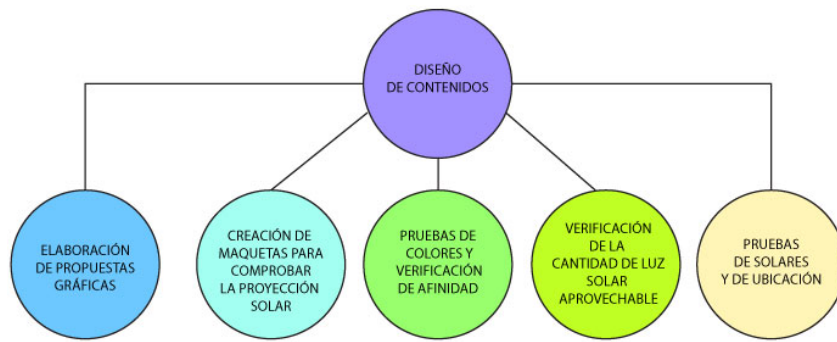 DISEÑO
DE CONTENIDOS
ELABORACIÓN
DE PROPUESTAS
GRÁFICAS
CREACIÓN DE
MAQUETAS PARA
COMPROBAR
LA PROYECCIÓN
SOLAR
PRUEBAS DE
COLORES Y
VERIFICACIÓN
DE AFINIDAD
VERIFICACIÓN
DE LA
CANTIDAD DE LUZ
SOLAR
APROVECHABLE
PRUEBAS
DE SOLARES
Y DE UBICACIÓN